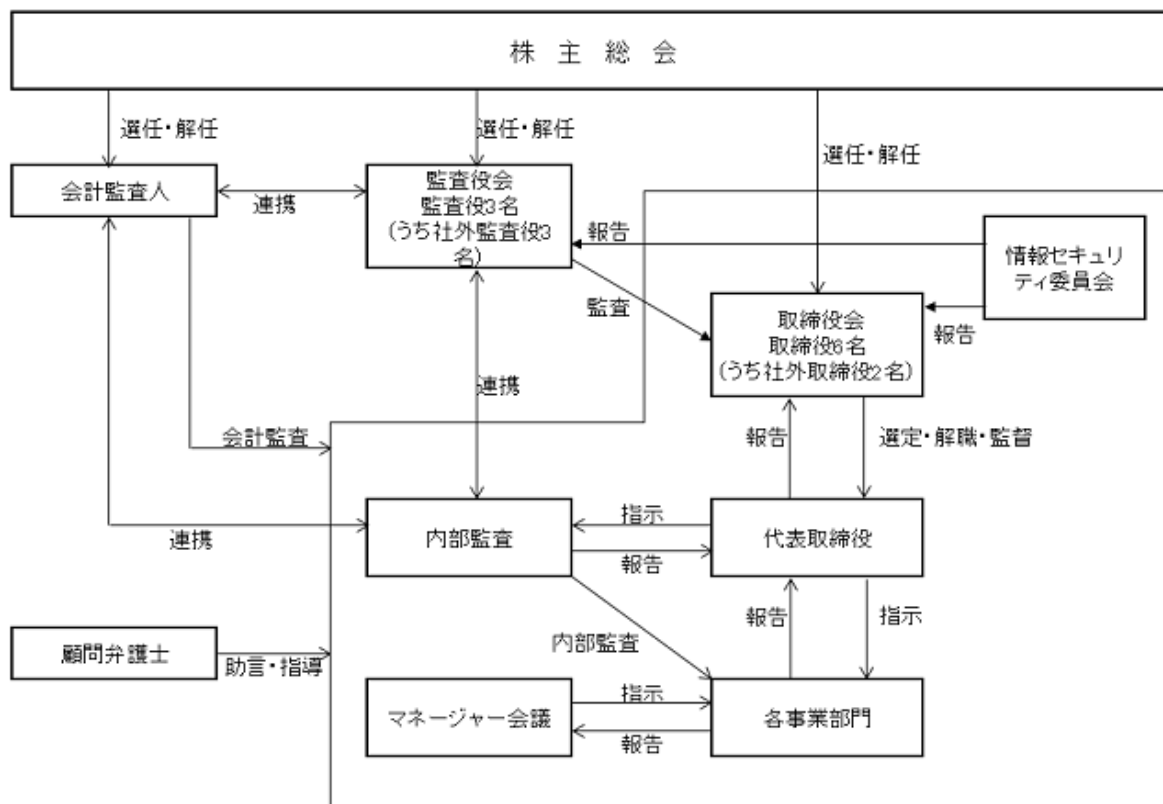 株 主 総 会
選任・解任
選任・解任
選任・解任
会計監査人
連携
監査役会
監査役3名
(うち社外監査役3
名)
報告
情報セキュリ
ティ委員会
監査
取締役会
取締役6名
(うち社外取締役2名)
報告
連携
会計監査
報告
選定・解職・監督
連携
内部監査
指示
報告
代表取締役
報告
指示
顧問弁護士
助言・指導
内部監査
マネージャー会議
指示
報告
各事業部門